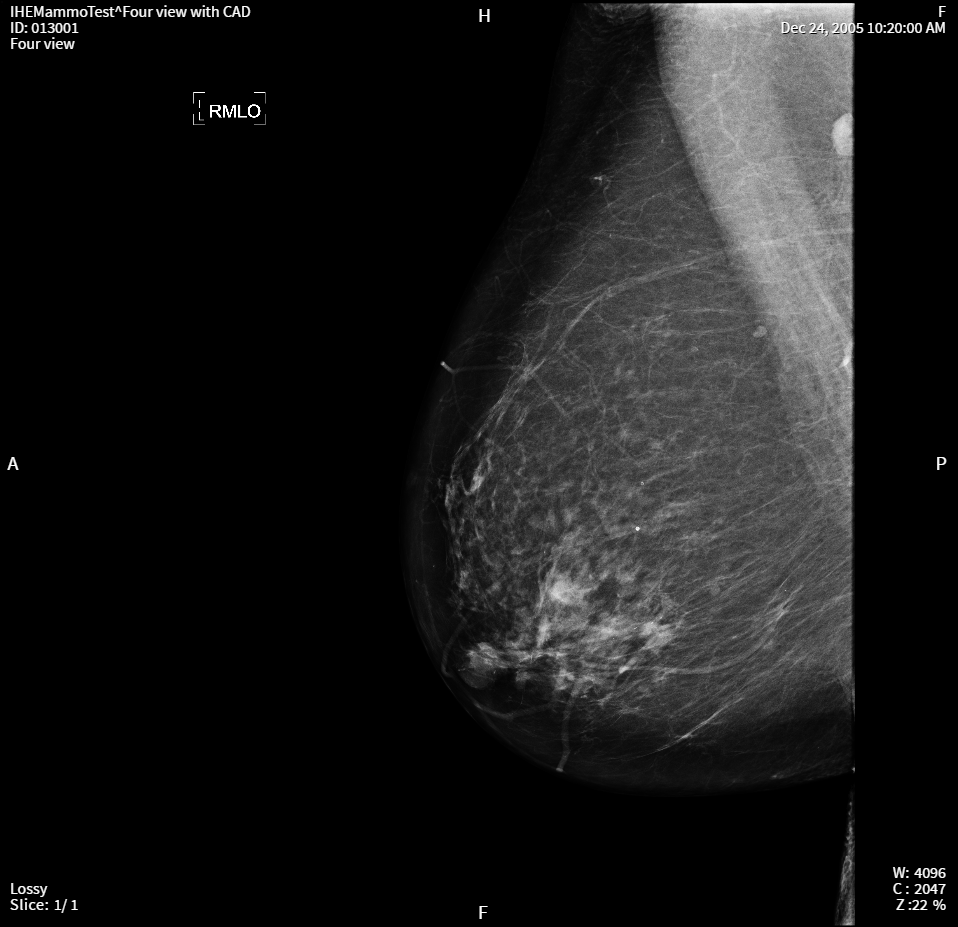 IHEMammoTest^Four view with CAD
ID: 013001
Four view
H
F
Dec 24, 2005 10:20:00 AM
RMLO
A
P
Lossy
Slice: 1/ 1
F
W: 4096
C : 2047
Z :22 %